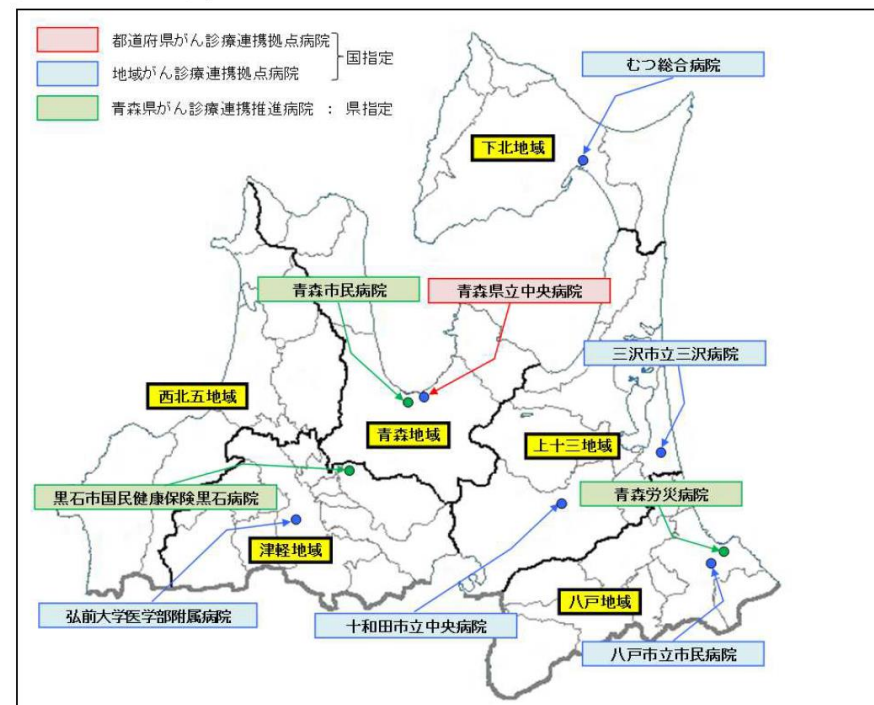 都道府県がん診療連携拠点病院
国指定
地域がん診療連携拠点病院
青森県がん診療連携推進病院 ： 県指定
むつ総合病院
下北地域
青森市民病院
青森県立中央病院
三沢市立三沢病院
西北五地域
青森地域
上十三地域
黒石市国民健康保険黒石病院
青森労災病院
津軽地域
八戸地域
弘前大学医学部附属病院
十和田市立中央病院
八戸市立市民病院